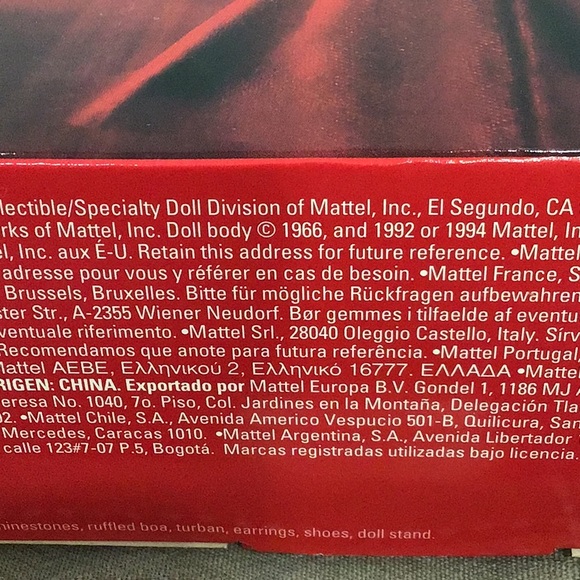 lectible/Specialty Doll Division of Mattel, Inc., El Segundo, CA
rks of Mattel, Inc. Doll body © 1966, and 1992 or 1994 Mattel, In
l, Inc. aux É-U. Retain this address for future reference. •Mattel
adresse pour vous y référer en cas de besoin. •Mattel France, S
Brussels, Bruxelles. Bitte für mögliche Rückfragen aufbewahren
ster Str., A-2355 Wiener Neudorf. Bør gemmes i tilfaelde af eventu
ventuale riferimento. •Mattel Srl., 28040 Oleggio Castello, Italy. Sírv
Recomendamos que anote para futura referência. •Mattel Portugal,
Mattel AEBE, Ελληνικού 2, Ελληνικό 16777. ΕΛΛΑΔΑ •Mattel
RIGEN: CHINA. Exportado por Mattel Europa B.V. Gondel 1, 1186 MJ A
eresa No. 1040, 7o. Piso, Col. Jardines en la Montaña, Delegación Tla
02. •Mattel Chile, S.A., Avenida Americo Vespucio 501-B, Quilicura, San
Mercedes, Caracas 1010. •Mattel Argentina, S.A., Avenida Libertador
calle 123#7-07 P.5, Bogotá. Marcas registradas utilizadas bajo licencia.
hinestones, ruffled boa, turban, earrings, shoes, doll stand.